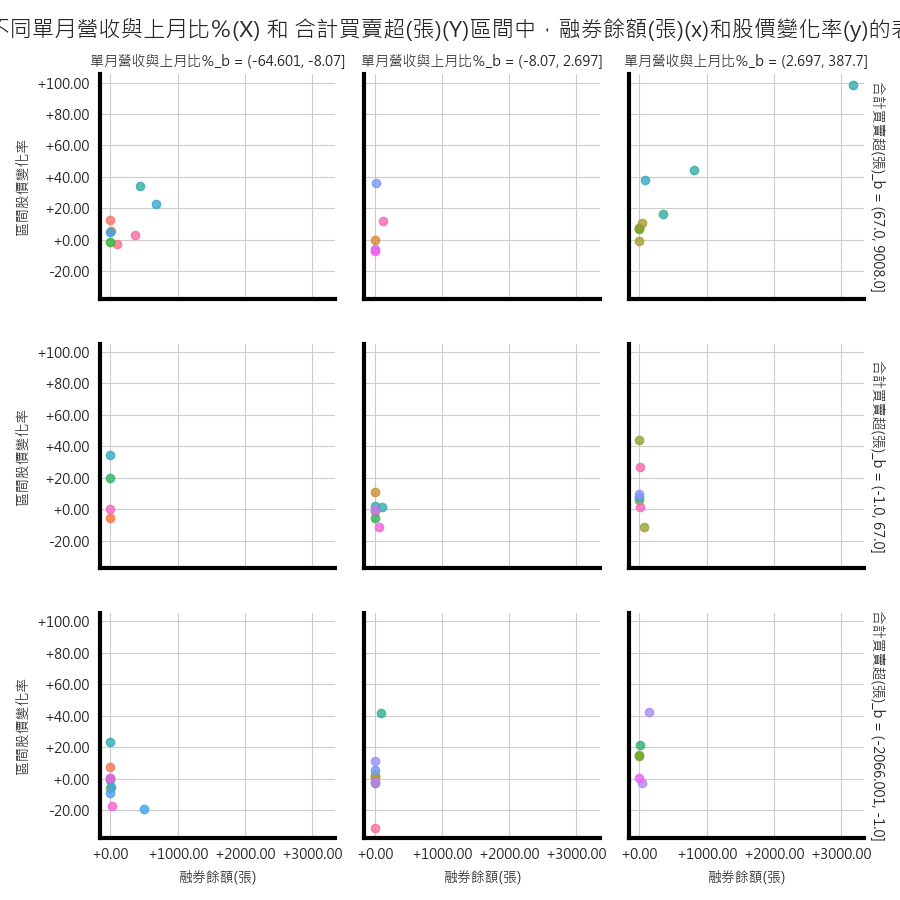 不同單月營收與上月比%(X) 和 合計買賣超(張)(Y)區間中，融券餘額(張)(x)和股價變化率(y)的表
單月營收與上月比%_b = (-64.601, -8.07]
單月營收與上月比%_b = (-8.07, 2.697]
單月營收與上月比%_b = (2.697, 387.7]
+100.00
+80.00
+60.00
+40.00
+20.00
+0.00
-20.00
區間股價變化率
合計買賣超(張)_b = (67.0, 9008.0]
+100.00
+80.00
+60.00
+40.00
+20.00
+0.00
-20.00
區間股價變化率
合計買賣超(張)_b = (-1.0, 67.0]
+100.00
+80.00
+60.00
+40.00
+20.00
+0.00
-20.00
區間股價變化率
合計買賣超(張)_b = (-2066.001, -1.0]
+0.00 +1000.00 +2000.00 +3000.00
+0.00 +1000.00 +2000.00 +3000.00
+0.00 +1000.00 +2000.00 +3000.00
融券餘額(張)
融券餘額(張)
融券餘額(張)